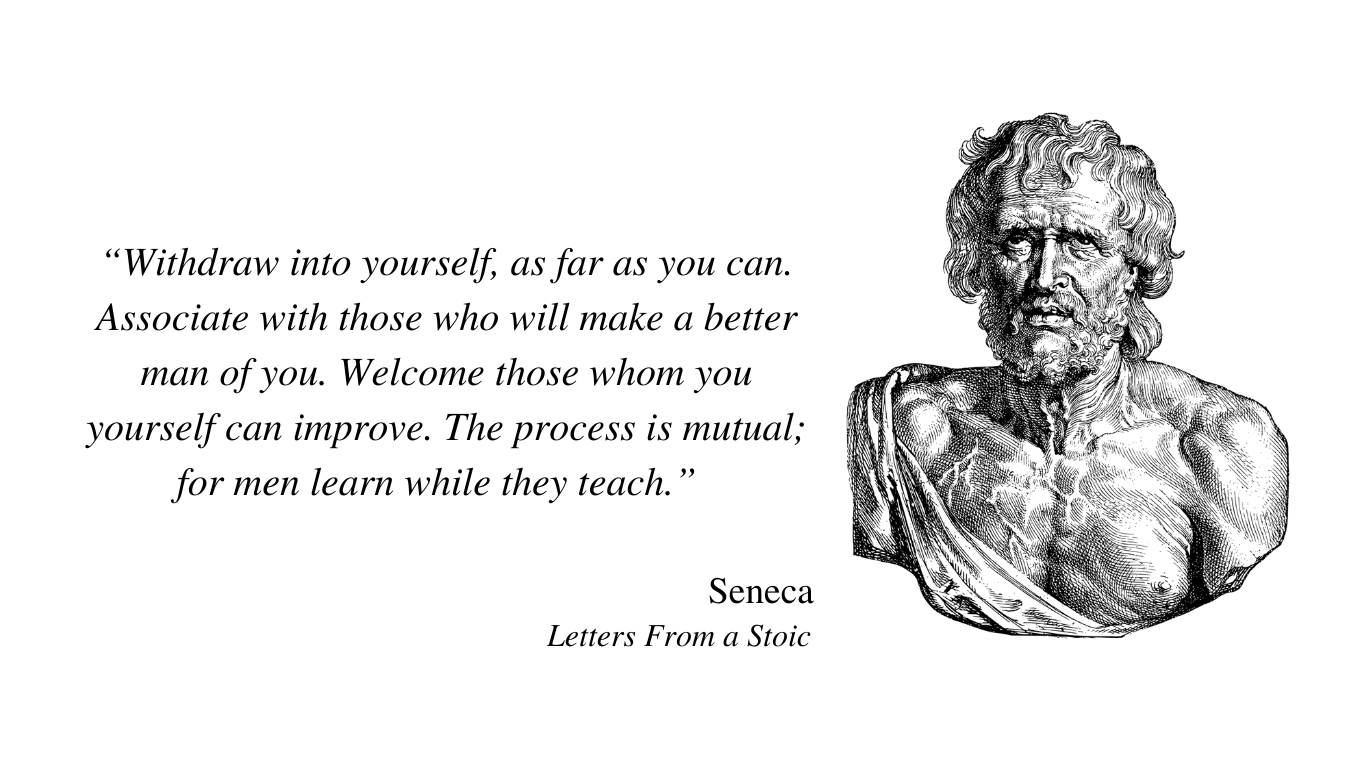 “Withdraw into yourself, as far as you can.
Associate with those who will make a better
man of you. Welcome those whom you
yourself can improve. The process is mutual;
for men learn while they teach.”
Seneca
Letters From a Stoic